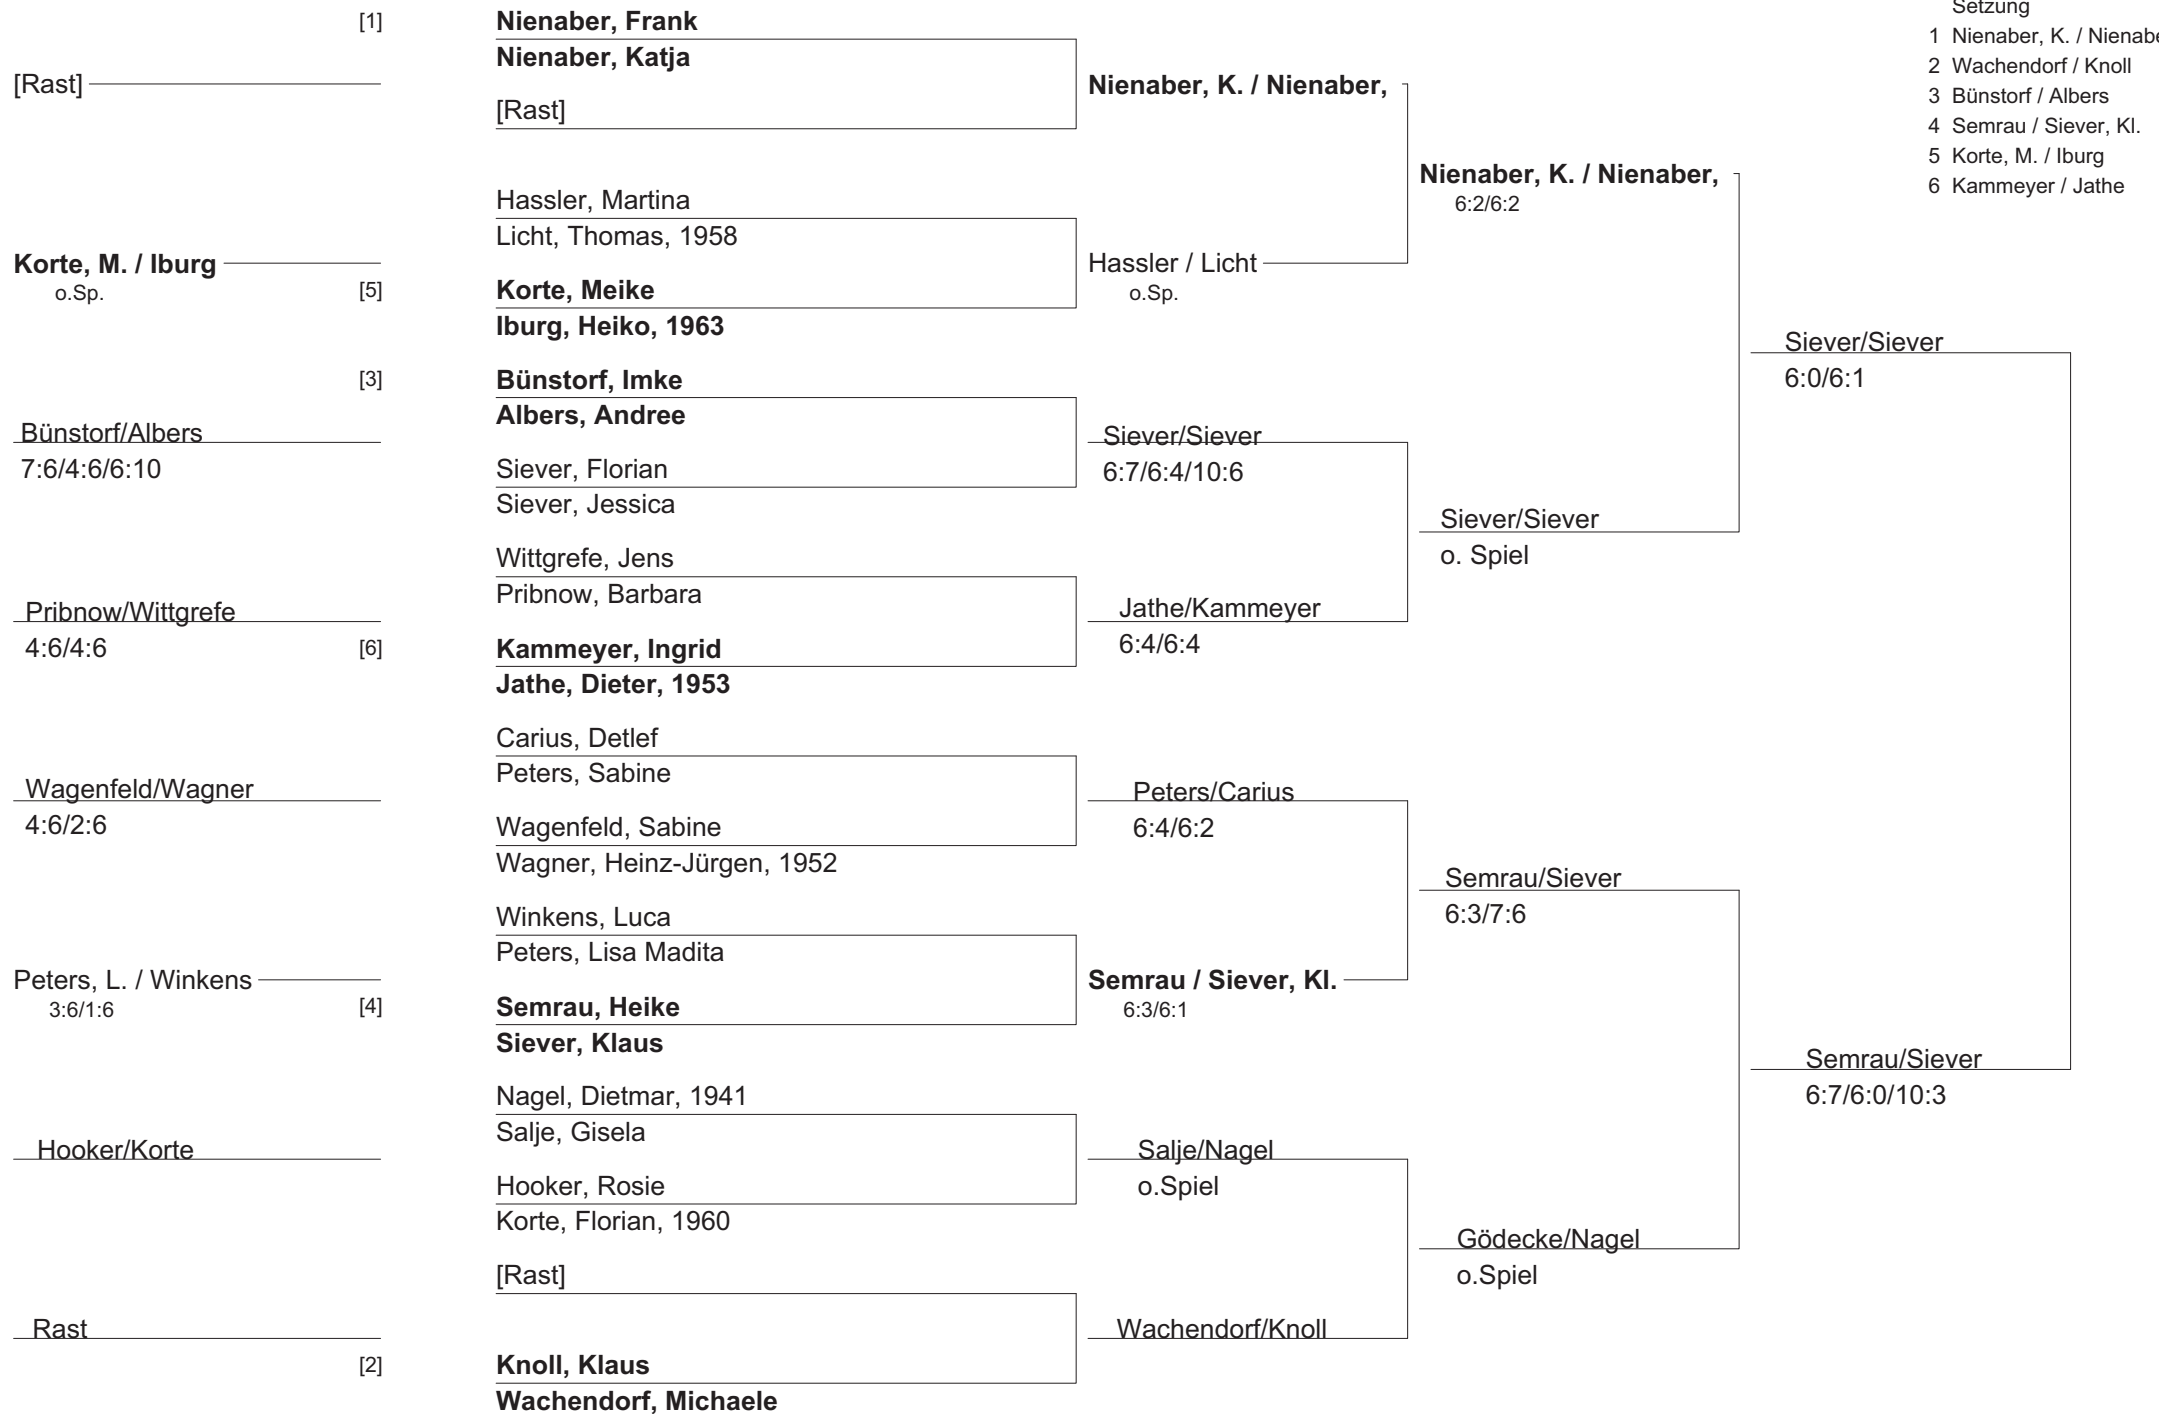 Setzung
1 Nienaber, K. / Nienabe
2 Wachendorf / Knoll
3 Bünstorf / Albers
4 Semrau / Siever, Kl.
5 Korte, M. / Iburg
6 Kammeyer / Jathe
[Rast]
Korte, M. / Iburg
o.Sp.
Bünstorf/Albers
7:6/4:6/6:10
Pribnow/Wittgrefe
4:6/4:6
Wagenfeld/Wagner
4:6/2:6
Peters, L. / Winkens
3:6/1:6
Hooker/Korte
Rast
[1] Nienaber, Frank
Nienaber, Katja
[Rast]
Hassler, Martina
Licht, Thomas, 1958
[5] Korte, Meike
Iburg, Heiko, 1963
[3] Bünstorf, Imke
Albers, Andree
Siever, Florian
Siever, Jessica
Wittgrefe, Jens
Pribnow, Barbara
[6] Kammeyer, Ingrid
Jathe, Dieter, 1953
Carius, Detlef
Peters, Sabine
Wagenfeld, Sabine
Wagner, Heinz-Jürgen, 1952
Winkens, Luca
Peters, Lisa Madita
[4] Semrau, Heike
Siever, Klaus
Nagel, Dietmar, 1941
Salje, Gisela
Hooker, Rosie
Korte, Florian, 1960
[Rast]
[2] Knoll, Klaus
Wachendorf, Michaele
Nienaber, K. / Nienaber,
Hassler / Licht
o.Sp.
Siever/Siever
6:7/6:4/10:6
Jathe/Kammeyer
6:4/6:4
Peters/Carius
6:4/6:2
Semrau / Siever, Kl.
6:3/6:1
Salje/Nagel
o.Spiel
Wachendorf/Knoll
Nienaber, K. / Nienaber,
6:2/6:2
Siever/Siever
o. Spiel
Semrau/Siever
6:3/7:6
Gödecke/Nagel
o.Spiel
Siever/Siever
6:0/6:1
Semrau/Siever
6:7/6:0/10:3